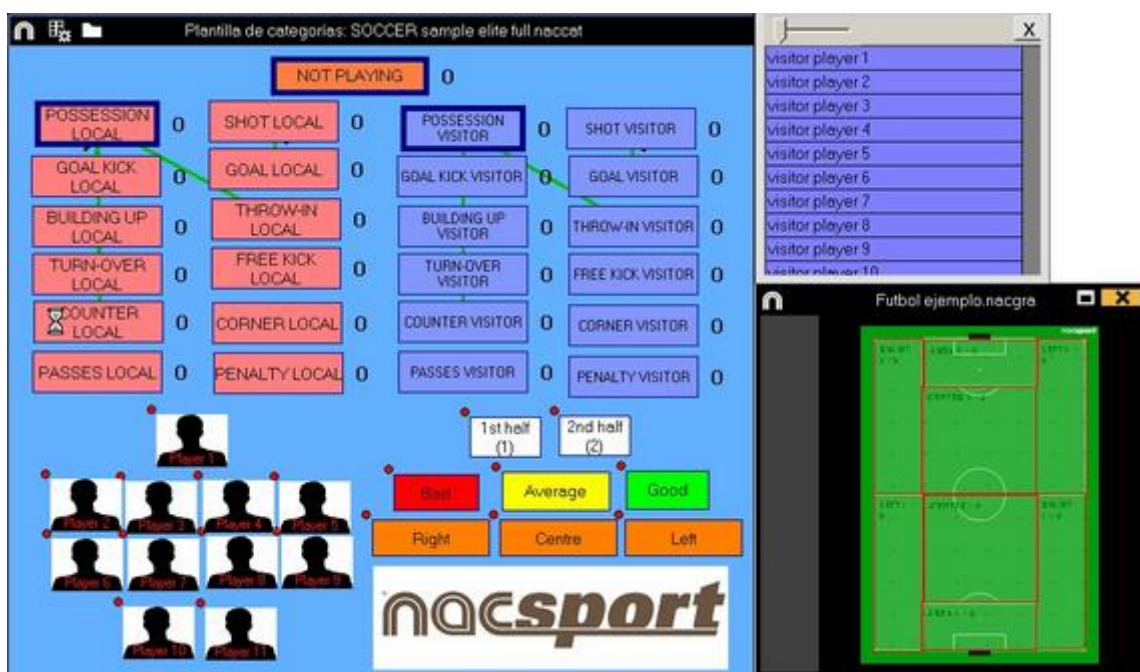 Plantilla de categorías: SOCCER sample elite full.naccat
X
NOT PLAYING 0
POSSESSION
LOCAL
0
SHOT LOCAL 0
POSSESSION
VISITOR
0
SHOT VISITOR 0
GOAL KICK
LOCAL
0
GOAL LOCAL 0
GOAL KICK VISITOR 0
GOAL VISITOR 0
BUILDING UP
LOCAL
0
THROW-IN
LOCAL
0
BUILDING UP
VISITOR
0
THROW-IN VISITOR 0
TURN-OVER
LOCAL
0
FREE KICK
LOCAL
0
TURN-OVER
VISITOR
0
FREE KICK VISITOR 0
COUNTER
LOCAL
0
CORNER LOCAL 0
COUNTER VISITOR 0
CORNER VISITOR 0
PASSES LOCAL 0
PENALTY LOCAL 0
PASSES VISITOR 0
PENALTY VISITOR 0
Player 1
Player 2 Player 3 Player 4 Player 5
Player 6 Player 7 Player 8 Player 9
Player 10 Player 11
1st half
(1)
2nd half
(2)
Bad Average Good
Right Centre Left
nacsport
visitor player 1
visitor player 2
visitor player 3
visitor player 4
visitor player 5
visitor player 6
visitor player 7
visitor player 8
visitor player 9
visitor player 10
Futbol ejemplo.nacgra
X
nacsport